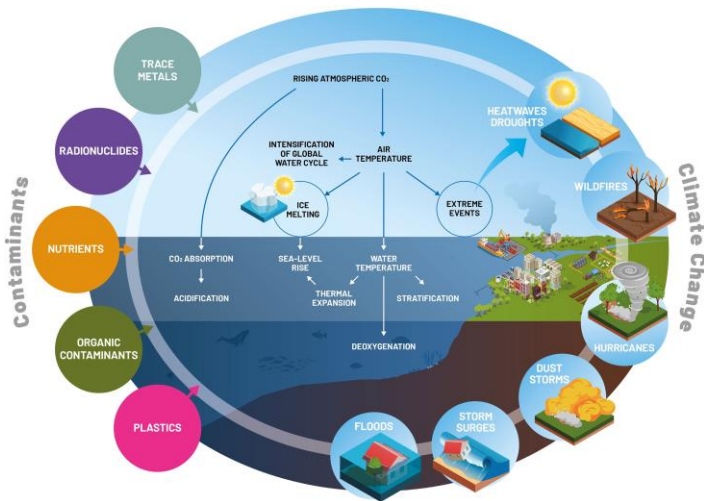 Contaminants
TRACE
METALS
RADIONUCLIDES
NUTRIENTS
ORGANIC
CONTAMINANTS
PLASTICS
RISING ATMOSPHERIC CO₂
INTENSIFICATION
OF GLOBAL
WATER CYCLE
AIR
TEMPERATURE
ICE
MELTING
EXTREME
EVENTS
CO₂ ABSORPTION
SEA-LEVEL
RISE
WATER
TEMPERATURE
ACIDIFICATION
THERMAL
EXPANSION
STRATIFICATION
DEOXYGENATION
HEATWAVES
DROUGHTS
WILDFIRES
HURRICANES
DUST
STORMS
STORM
SURGES
FLOODS
Climate Change